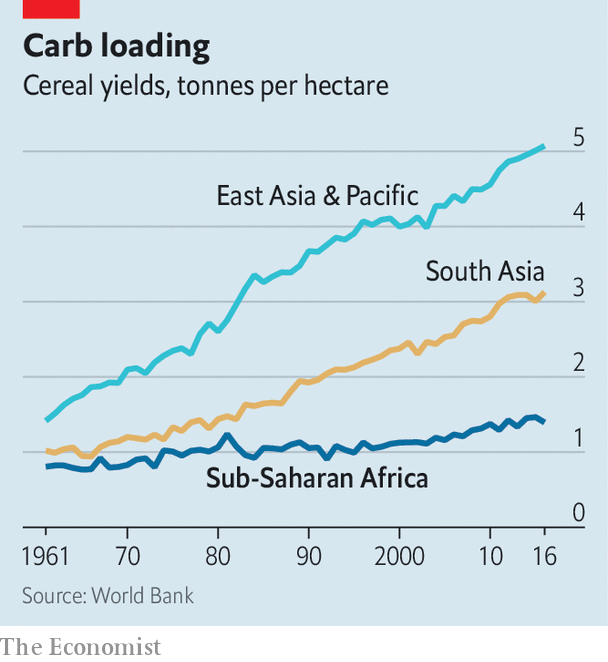 Carb loading
Cereal yields, tonnes per hectare
5
East Asia & Pacific
4
South Asia
3
2
1
Sub-Saharan Africa
0
1961 70 80 90 2000 10 16
Source: World Bank
The Economist